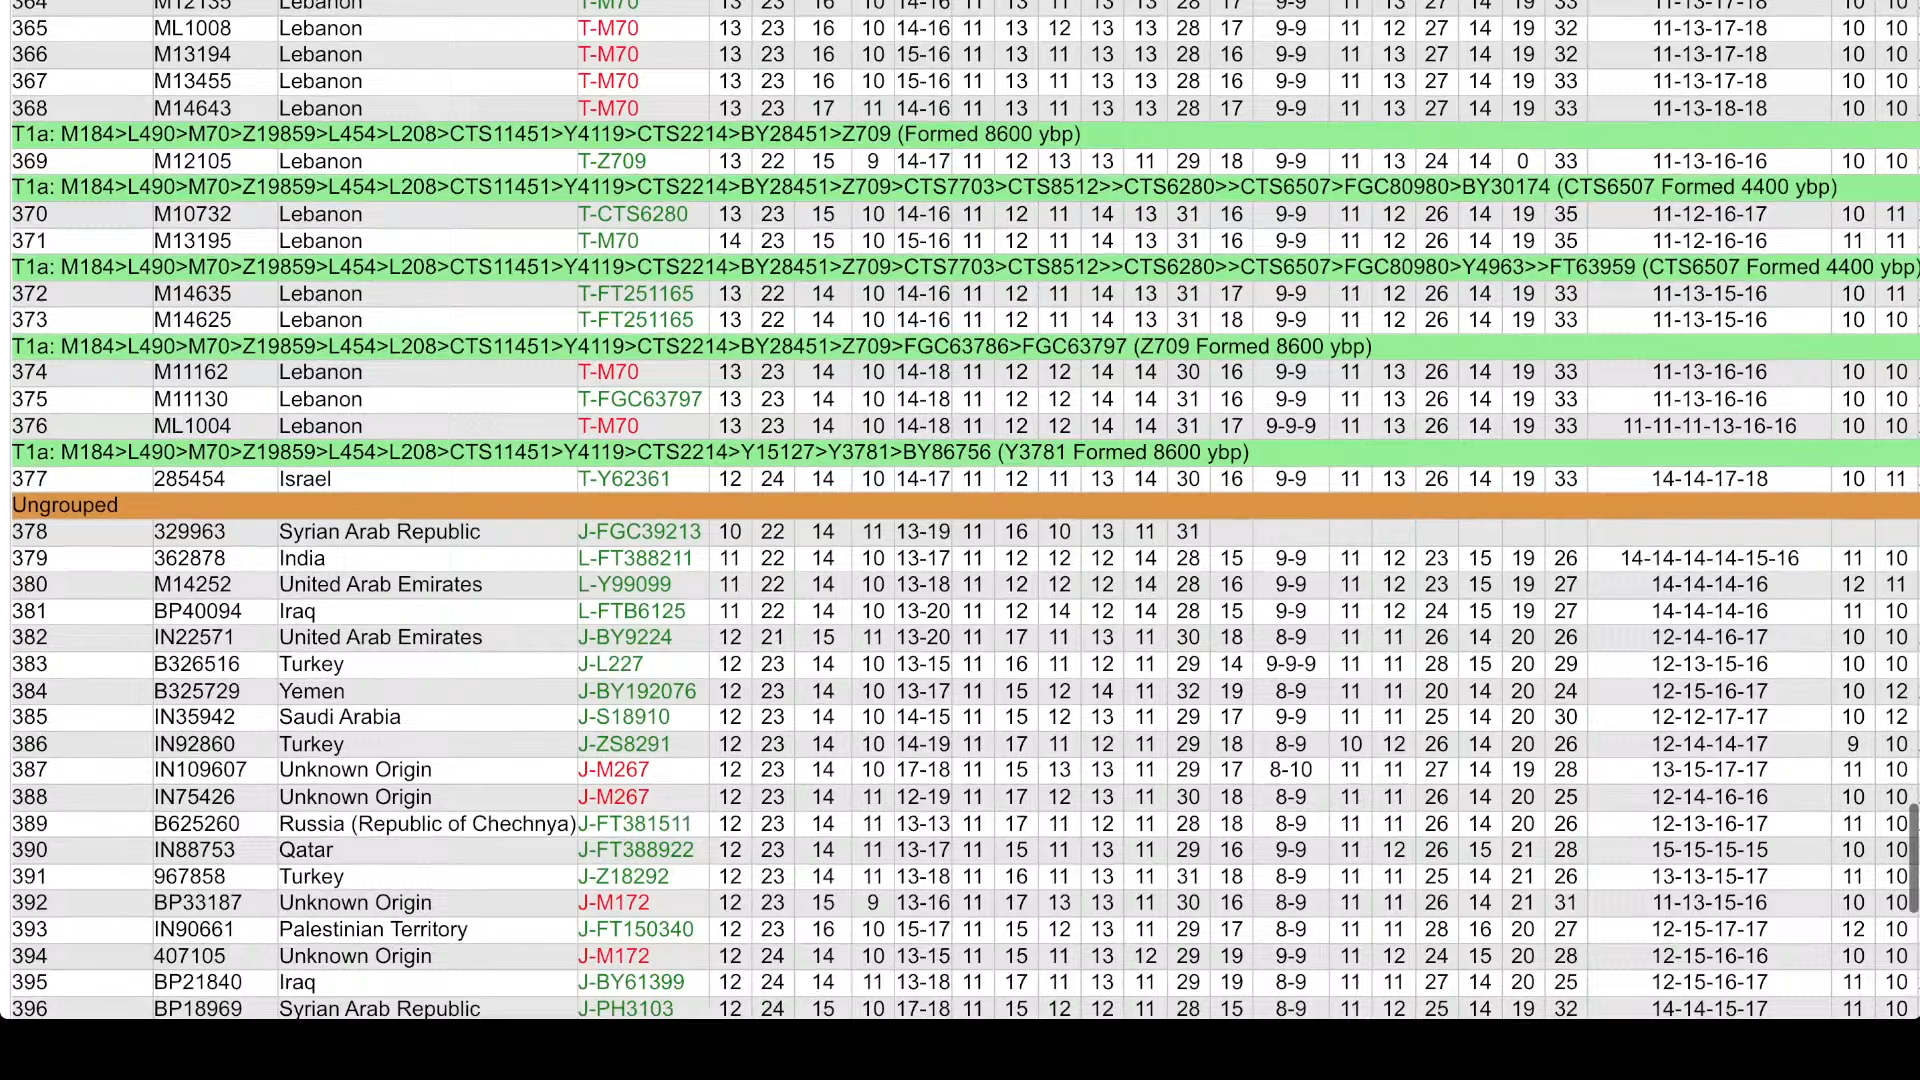 364 M12135 Lebanon T-M70 13 23 16 10 14-16 11 13 11 13 13 28 17 9-9 11 13 27 14 19 33 11-13-17-18 10 10
365 ML1008 Lebanon T-M70 13 23 16 10 14-16 11 13 12 13 13 28 17 9-9 11 12 27 14 19 32 11-13-17-18 10 10
366 M13194 Lebanon T-M70 13 23 16 10 15-16 11 13 11 13 13 28 16 9-9 11 13 27 14 19 32 11-13-17-18 10 10
367 M13455 Lebanon T-M70 13 23 16 10 15-16 11 13 11 13 13 28 16 9-9 11 13 27 14 19 33 11-13-17-18 10 10
368 M14643 Lebanon T-M70 13 23 17 11 14-16 11 13 11 13 13 28 17 9-9 11 13 27 14 19 33 11-13-18-18 10 10
T1a: M184>L490>M70>Z19859>L454>L208>CTS11451>Y4119>CTS2214>BY28451>Z709 (Formed 8600 ybp)
369 M12105 Lebanon T-Z709 13 22 15 9 14-17 11 12 13 13 11 29 18 9-9 11 13 24 14 0 33 11-13-16-16 10 10
T1a: M184>L490>M70>Z19859>L454>L208>CTS11451>Y4119>CTS2214>BY28451>Z709>CTS7703>CTS8512>>CTS6280>>CTS6507>FGC80980>BY30174 (CTS6507 Formed 4400 ybp)
370 M10732 Lebanon T-CTS6280 13 23 15 10 14-16 11 12 11 14 13 31 16 9-9 11 12 26 14 19 35 11-12-16-17 10 11
371 M13195 Lebanon T-M70 14 23 15 10 15-16 11 12 11 14 13 31 16 9-9 11 12 26 14 19 35 11-12-16-16 11 11
T1a: M184>L490>M70>Z19859>L454>L208>CTS11451>Y4119>CTS2214>BY28451>Z709>CTS7703>CTS8512>>CTS6280>>CTS6507>FGC80980>Y4963>>FT63959 (CTS6507 Formed 4400 ybp)
372 M14635 Lebanon T-FT251165 13 22 14 10 14-16 11 12 11 14 13 31 17 9-9 11 12 26 14 19 33 11-13-15-16 10 11
373 M14625 Lebanon T-FT251165 13 22 14 10 14-16 11 12 11 14 13 31 18 9-9 11 12 26 14 19 33 11-13-15-16 10 10
T1a: M184>L490>M70>Z19859>L454>L208>CTS11451>Y4119>CTS2214>BY28451>Z709>FGC63786>FGC63797 (Z709 Formed 8600 ybp)
374 M11162 Lebanon T-M70 13 23 14 10 14-18 11 12 12 14 14 30 16 9-9 11 13 26 14 19 33 11-13-16-16 10 10
375 M11130 Lebanon T-FGC63797 13 23 14 10 14-18 11 12 12 14 14 31 16 9-9 11 13 26 14 19 33 11-13-16-16 10 10
376 ML1004 Lebanon T-M70 13 23 14 10 14-18 11 12 12 14 14 31 17 9-9-9 11 13 26 14 19 33 11-11-11-13-16-16 10 10
T1a: M184>L490>M70>Z19859>L454>L208>CTS11451>Y4119>CTS2214>Y15127>Y3781>BY86756 (Y3781 Formed 8600 ybp)
377 285454 Israel T-Y62361 12 24 14 10 14-17 11 12 11 13 14 30 16 9-9 11 13 26 14 19 33 14-14-17-18 10 11
Ungrouped
378 329963 Syrian Arab Republic J-FGC39213 10 22 14 11 13-19 11 16 10 13 11 31
379 362878 India L-FT388211 11 22 14 10 13-17 11 12 12 12 14 28 15 9-9 11 12 23 15 19 26 14-14-14-14-15-16 11 10
380 M14252 United Arab Emirates L-Y99099 11 22 14 10 13-18 11 12 12 12 14 28 16 9-9 11 12 23 15 19 27 14-14-14-16 12 11
381 BP40094 Iraq L-FTB6125 11 22 14 10 13-20 11 12 14 12 14 28 15 9-9 11 12 24 15 19 27 14-14-14-16 11 10
382 IN22571 United Arab Emirates J-BY9224 12 21 15 11 13-20 11 17 11 13 11 30 18 8-9 11 11 26 14 20 26 12-14-16-17 10 10
383 B326516 Turkey J-L227 12 23 14 10 13-15 11 16 11 12 11 29 14 9-9-9 11 11 28 15 20 29 12-13-15-16 10 10
384 B325729 Yemen J-BY192076 12 23 14 10 13-17 11 15 12 14 11 32 19 8-9 11 11 20 14 20 24 12-15-16-17 10 12
385 IN35942 Saudi Arabia J-S18910 12 23 14 10 14-15 11 15 12 13 11 29 17 9-9 11 11 25 14 20 30 12-12-17-17 10 12
386 IN92860 Turkey J-ZS8291 12 23 14 10 14-19 11 17 11 12 11 29 18 8-9 10 12 26 14 20 26 12-14-14-17 9 10
387 IN109607 Unknown Origin J-M267 12 23 14 10 17-18 11 15 13 13 11 29 17 8-10 11 11 27 14 19 28 13-15-17-17 11 10
388 IN75426 Unknown Origin J-M267 12 23 14 11 12-19 11 17 12 13 11 30 18 8-9 11 11 26 14 20 25 12-14-16-16 10 10
389 B625260 Russia (Republic of Chechnya) J-FT381511 12 23 14 11 13-13 11 17 11 12 11 28 18 8-9 11 11 26 14 20 26 12-13-16-17 11 10
390 IN88753 Qatar J-FT388922 12 23 14 11 13-17 11 15 11 13 11 29 16 9-9 11 12 26 15 21 28 15-15-15-15 10 10
391 967858 Turkey J-Z18292 12 23 14 11 13-18 11 16 11 13 11 31 18 8-9 11 11 25 14 21 26 13-13-15-17 11 10
392 BP33187 Unknown Origin J-M172 12 23 15 9 13-16 11 17 13 13 11 30 16 8-9 11 11 26 14 21 31 11-13-15-16 10 10
393 IN90661 Palestinian Territory J-FT150340 12 23 16 10 15-17 11 15 12 13 11 29 17 8-9 11 11 28 16 20 27 12-15-17-17 12 10
394 407105 Unknown Origin J-M172 12 24 14 10 13-15 11 15 11 13 12 29 19 9-9 11 12 24 15 20 28 12-15-16-16 10 10
395 BP21840 Iraq J-BY61399 12 24 14 11 13-18 11 17 11 13 11 29 19 8-9 11 11 27 14 20 25 12-15-16-17 11 10
396 BP18969 Syrian Arab Republic J-PH3103 12 24 15 10 17-18 11 15 12 12 11 28 15 8-9 11 12 25 14 19 32 14-14-15-17 11 10